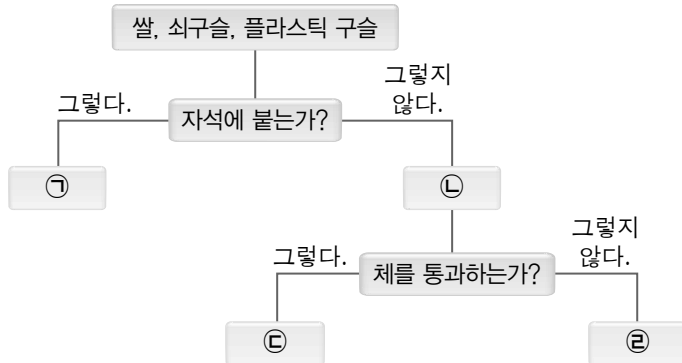 쌀, 쇠구슬, 플라스틱 구슬
그렇다.
자석에 붙는가?
그렇지
않다.
㉠
㉡
그렇다.
체를 통과하는가?
그렇지
않다.
㉢
㉣